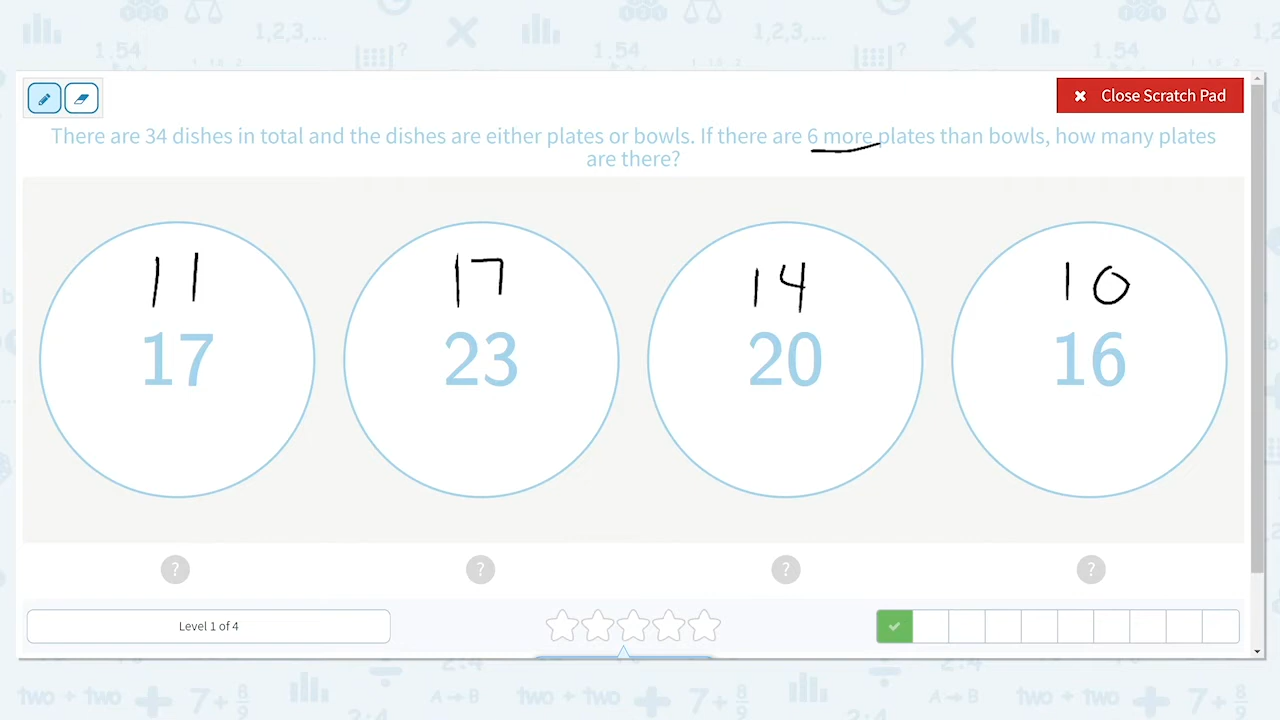 Close Scratch Pad
There are 34 dishes in total and the dishes are either plates or bowls. If there are 6 more plates than bowls, how many plates
are there?
11 17 14 10
17 23 20 16
? ? ? ?
Level 1 of 4